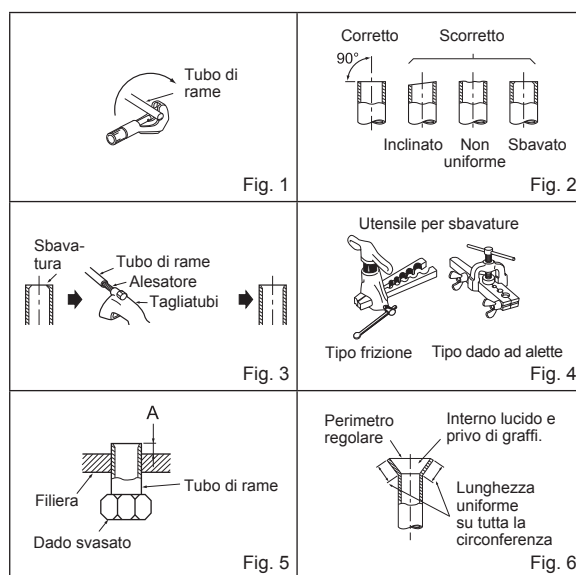 Tubo di
rame
Fig. 1
Corretto
Scorretto
90°
Inclinato
Non
uniforme
Sbavato
Fig. 2
Sbava-
tura
Tubo di rame
Alesatore
Tagliatubi
Fig. 3
Utensile per sbavature
Tipo frizione
Tipo dado ad alette
Fig. 4
A
Filiera
Tubo di rame
Dado svasato
Fig. 5
Perimetro
regolare
Interno lucido e
privo di graffi.
Lunghezza
uniforme
su tutta la
circonferenza
Fig. 6